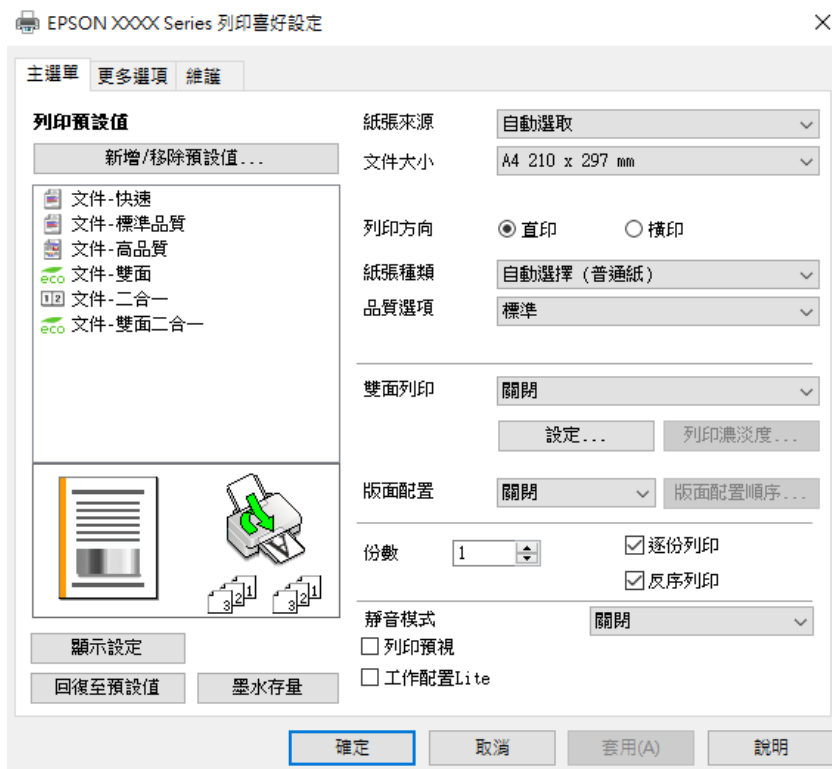 EPSON XXXX Series 列印喜好設定
主選單 更多選項 維護
列印預設值
新增/移除預設值...
文件-快速
文件-標準品質
文件-高品質
eco 文件-雙面
12 文件-二合一
eco 文件-雙面二合一
A
3 2 1 3 2 1
顯示設定
回復至預設值 墨水存量
紙張來源 自動選取
文件大小 A4 210 x 297 mm
列印方向 直印 橫印
紙張種類 自動選擇 (普通紙)
品質選項 標準
雙面列印 關閉
設定... 列印濃淡度...
版面配置 關閉 版面配置順序...
份數 1 逐份列印
反序列印
靜音模式 關閉
列印預視
工作配置Lite
確定 取消 套用(A) 說明